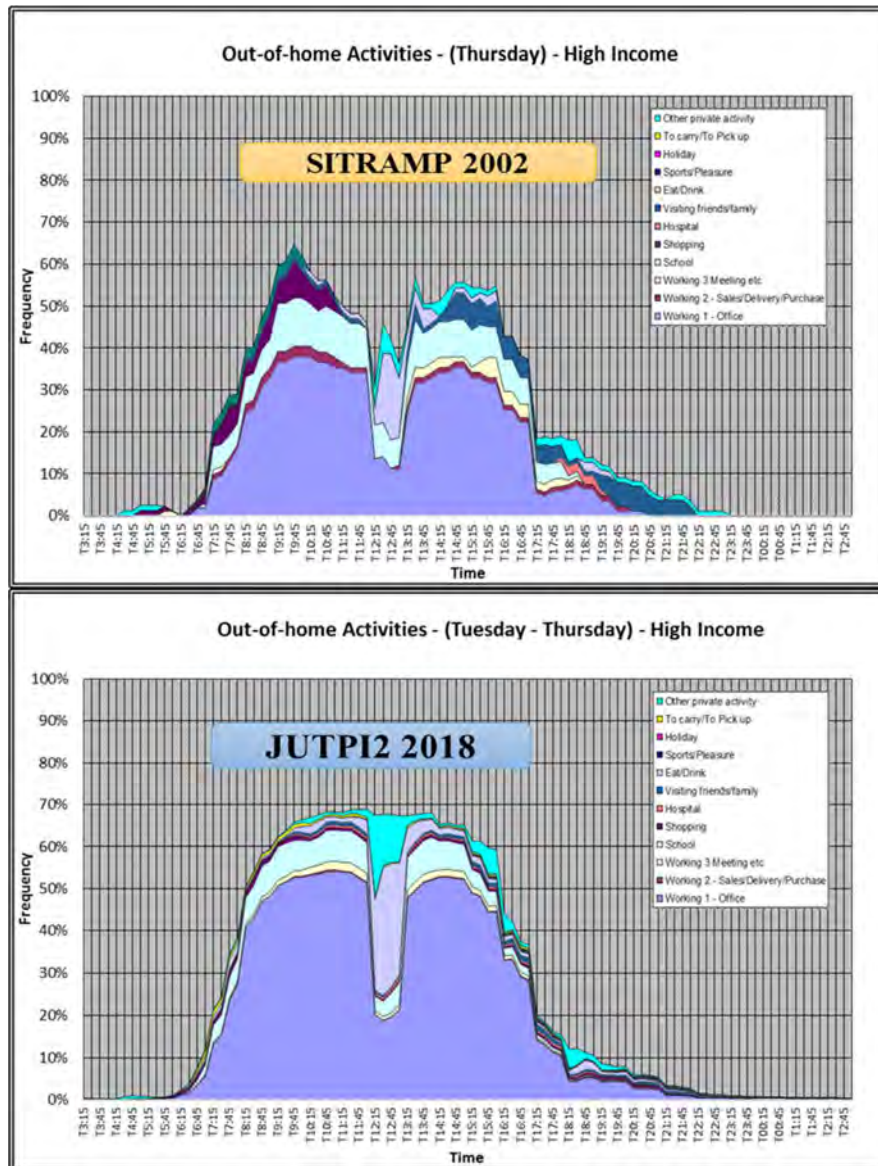 Out-of-home Activities - (Thursday) - High Income
SITRAMP 2002
Other private activity
To carry/To Pick up
Holiday
Sports/Pleasure
Eat/Drink
Visiting friends/family
Hospital
Shopping
School
Working 3 Meeting etc
Working 2 - Sales/Delivery/Purchase
Working 1 - Office
Frequency
100%
90%
80%
70%
60%
50%
40%
30%
20%
10%
0%
T3:15 T3:45 T4:15 T4:45 T5:15 T5:45 T6:15 T6:45 T7:15 T7:45 T8:15 T8:45 T9:15 T9:45 T10:15 T10:45 T11:15 T11:45 T12:15 T12:45 T13:15 T13:45 T14:15 T14:45 T15:15 T15:45 T16:15 T16:45 T17:15 T17:45 T18:15 T18:45 T19:15 T19:45 T20:15 T20:45 T21:15 T21:45 T22:15 T22:45 T23:15 T23:45 T00:15 T00:45 T1:15 T1:45 T2:15 T2:45
Time
Out-of-home Activities - (Tuesday - Thursday) - High Income
JUTPI2 2018
Other private activity
To carry/To Pick up
Holiday
Sports/Pleasure
Eat/Drink
Visiting friends/family
Hospital
Shopping
School
Working 3 Meeting etc
Working 2 - Sales/Delivery/Purchase
Working 1 - Office
Frequency
100%
90%
80%
70%
60%
50%
40%
30%
20%
10%
0%
T3:15 T3:45 T4:15 T4:45 T5:15 T5:45 T6:15 T6:45 T7:15 T7:45 T8:15 T8:45 T9:15 T9:45 T10:15 T10:45 T11:15 T11:45 T12:15 T12:45 T13:15 T13:45 T14:15 T14:45 T15:15 T15:45 T16:15 T16:45 T17:15 T17:45 T18:15 T18:45 T19:15 T19:45 T20:15 T20:45 T21:15 T21:45 T22:15 T22:45 T23:15 T23:45 T00:15 T00:45 T1:15 T1:45 T2:15 T2:45
Time